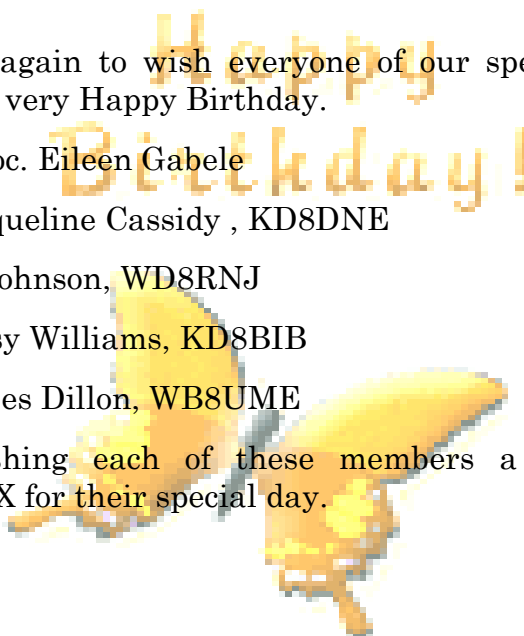 Happy
again to wish everyone of our spe
very Happy Birthday.
Birthday!
oc. Eileen Gabele
queline Cassidy , KD8DNE
ohnson, WD8RNJ
sy Williams, KD8BIB
es Dillon, WB8UME
shing each of these members a
X for their special day.